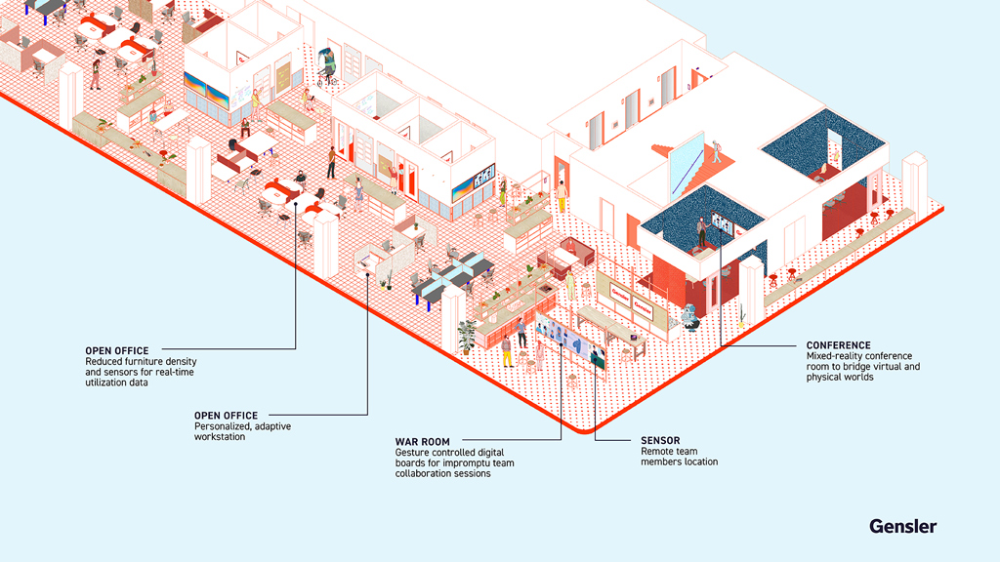 Gensler
Gensler
OPEN OFFICE
Reduced furniture density
and sensors for real-time
utilization data
OPEN OFFICE
Personalized, adaptive
workstation
WAR ROOM
Gesture controlled digital
boards for impromptu team
collaboration sessions
SENSOR
Remote team
members location
CONFERENCE
Mixed-reality conference
room to bridge virtual and
physical worlds
Gensler